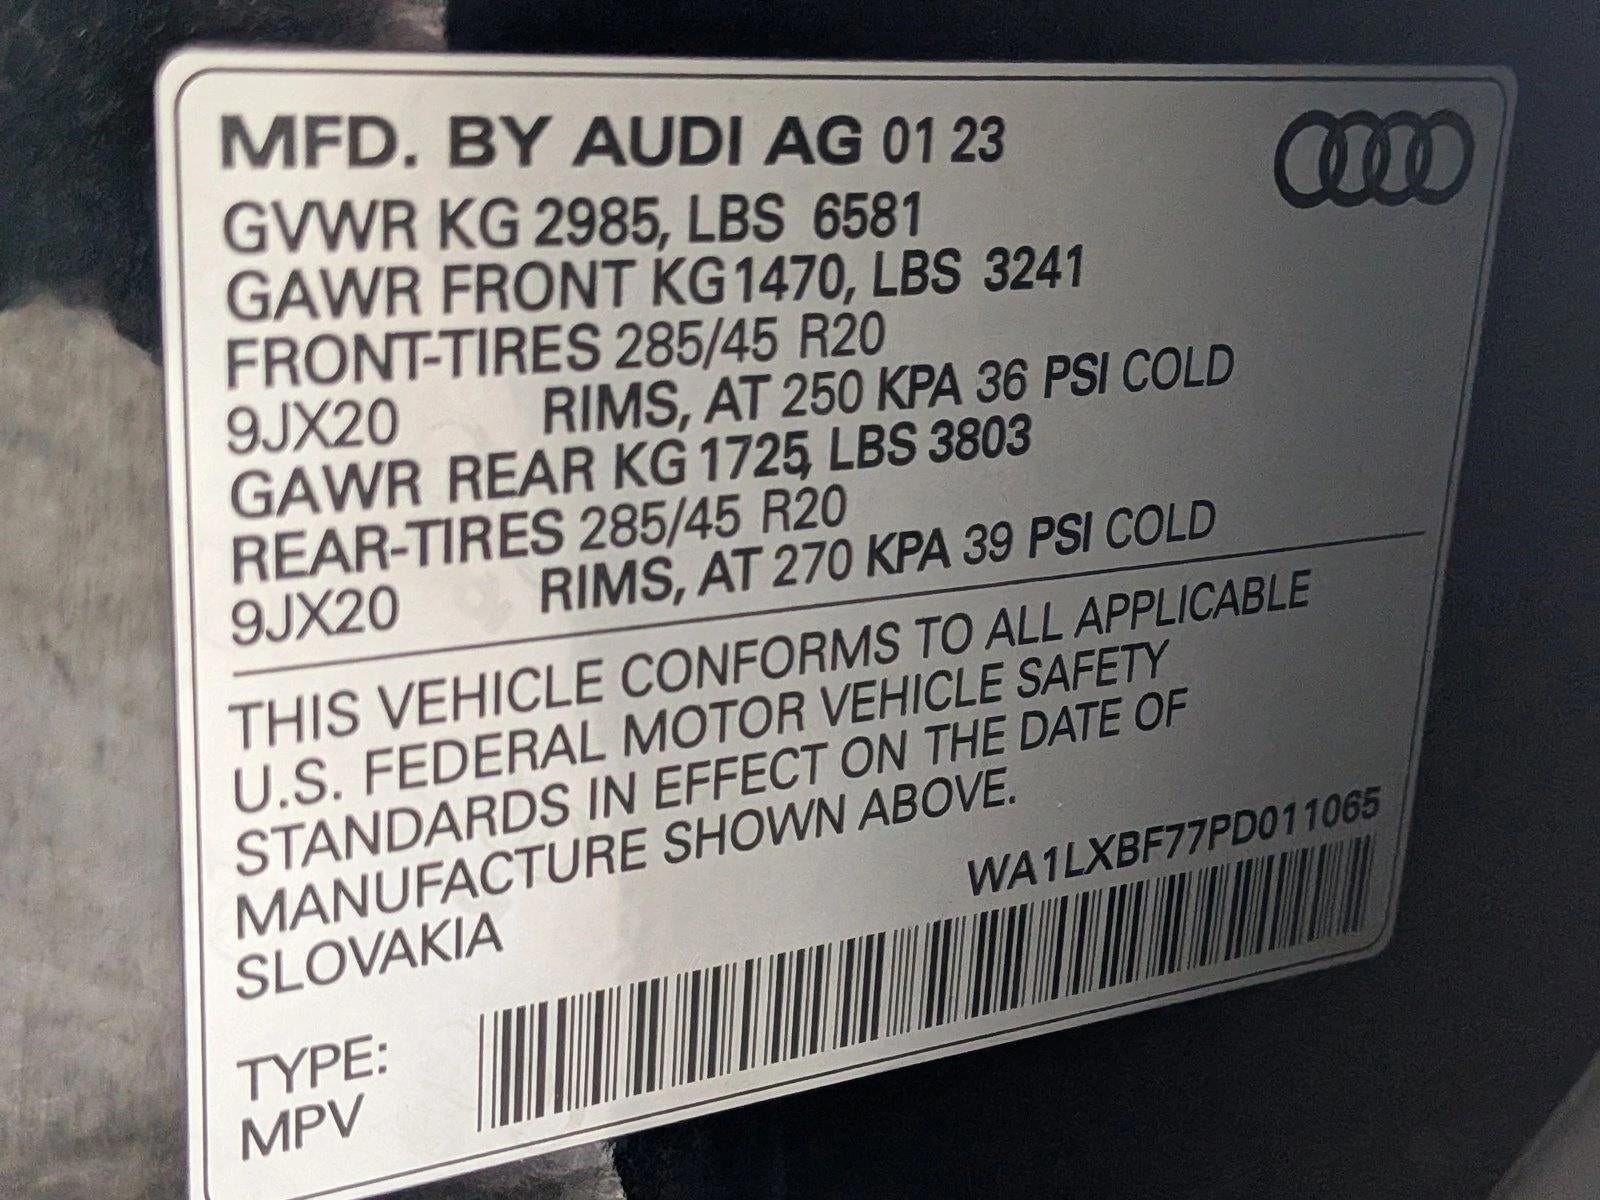 MFD. BY AUDI AG 01 23
GVWR KG 2985, LBS 6581
GAWR FRONT KG 1470, LBS 3241
FRONT-TIRES 285/45 R20
9JX20 RIMS, AT 250 KPA 36 PSI COLD
GAWR REAR KG 1725, LBS 3803
REAR-TIRES 285/45 R20
9JX20 RIMS, AT 270 KPA 39 PSI COLD
THIS VEHICLE CONFORMS TO ALL APPLICABLE
U.S. FEDERAL MOTOR VEHICLE SAFETY
STANDARDS IN EFFECT ON THE DATE OF
MANUFACTURE SHOWN ABOVE.
SLOVAKIA
WA1LXBF77PD011065
TYPE:
MPV